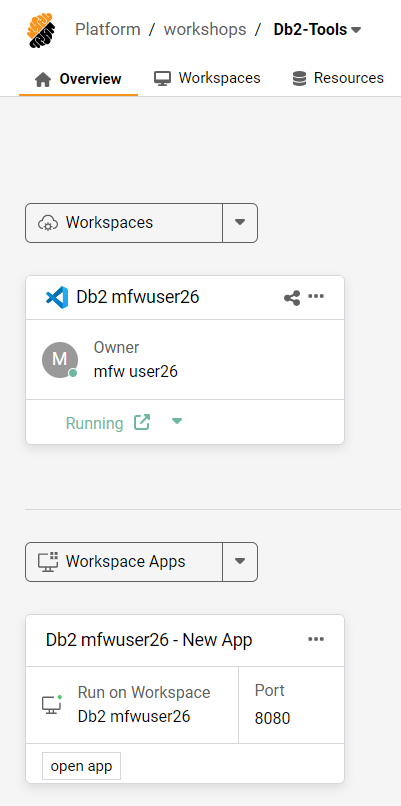 Platform / workshops / Db2-Tools
Overview Workspaces Resources
Workspaces
Db2 mfwuser26
M
Owner
mfw user26
Running
Workspace Apps
Db2 mfwuser26 - New App
Run on Workspace
Db2 mfwuser26
Port
8080
open app